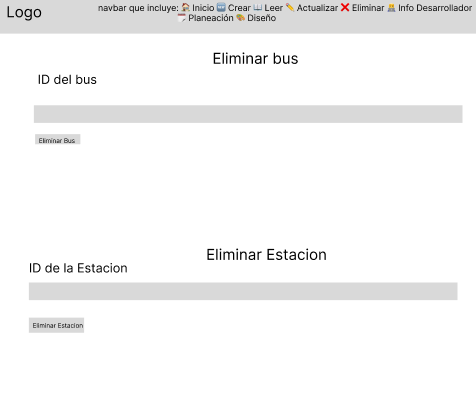 Logo
navbar que incluye: 🏠 Inicio 🆕 Crear 📖 Leer ✏️ Actualizar ❌ Eliminar 👨‍💻 Info Desarrollador
📅 Planeación 🎨 Diseño
Eliminar bus
ID del bus
Eliminar Bus
Eliminar Estacion
ID de la Estacion
Eliminar Estacion